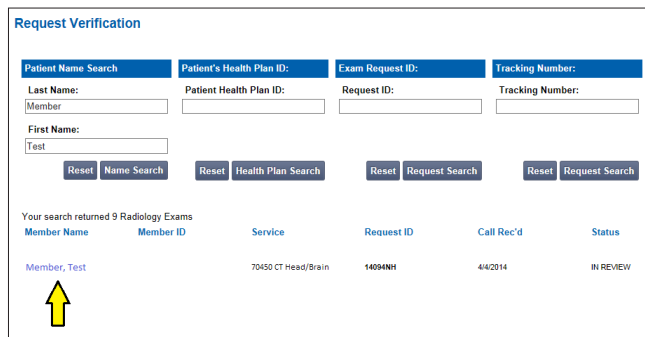 Request Verification
Patient Name Search Patient's Health Plan ID: Exam Request ID: Tracking Number:
Last Name: Patient Health Plan ID: Request ID: Tracking Number:
Member
First Name:
Test
Reset Name Search Reset Health Plan Search Reset Request Search Reset Request Search
Your search returned 9 Radiology Exams
Member Name Member ID Service Request ID Call Rec'd Status
Member, Test 70450 CT Head/Brain 14094NH 4/4/2014 IN REVIEW